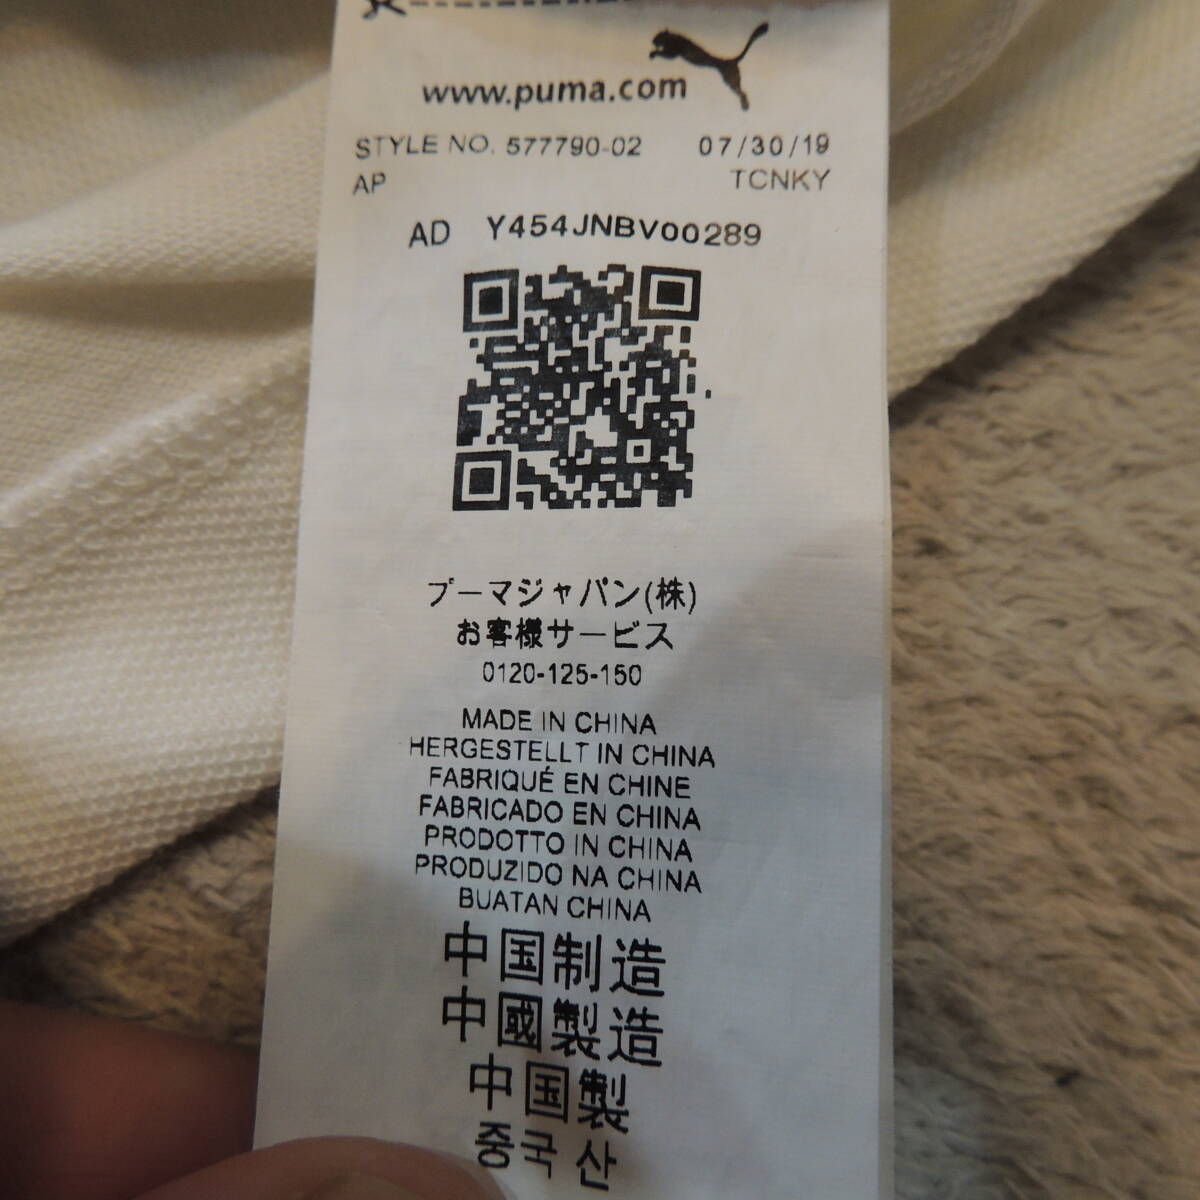 www.puma.com
STYLE NO. 577790-02 07/30/19
AP TCNKY
AD Y454JNBV00289
プーマジャパン(株)
お客様サービス
0120-125-150
MADE IN CHINA
HERGESTELLT IN CHINA
FABRIQUÉ EN CHINE
FABRICADO EN CHINA
PRODOTTO IN CHINA
PRODUZIDO NA CHINA
BUATAN CHINA
中国制造
中國製造
中国製
중국산